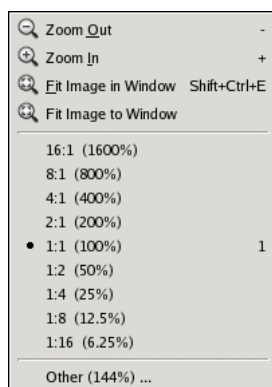 Zoom Out -
Zoom In +
Fit Image in Window Shift+Ctrl+E
Fit Image to Window
16:1 (1600%)
8:1 (800%)
4:1 (400%)
2:1 (200%)
1:1 (100%) 1
1:2 (50%)
1:4 (25%)
1:8 (12.5%)
1:16 (6.25%)
Other (144%) ...